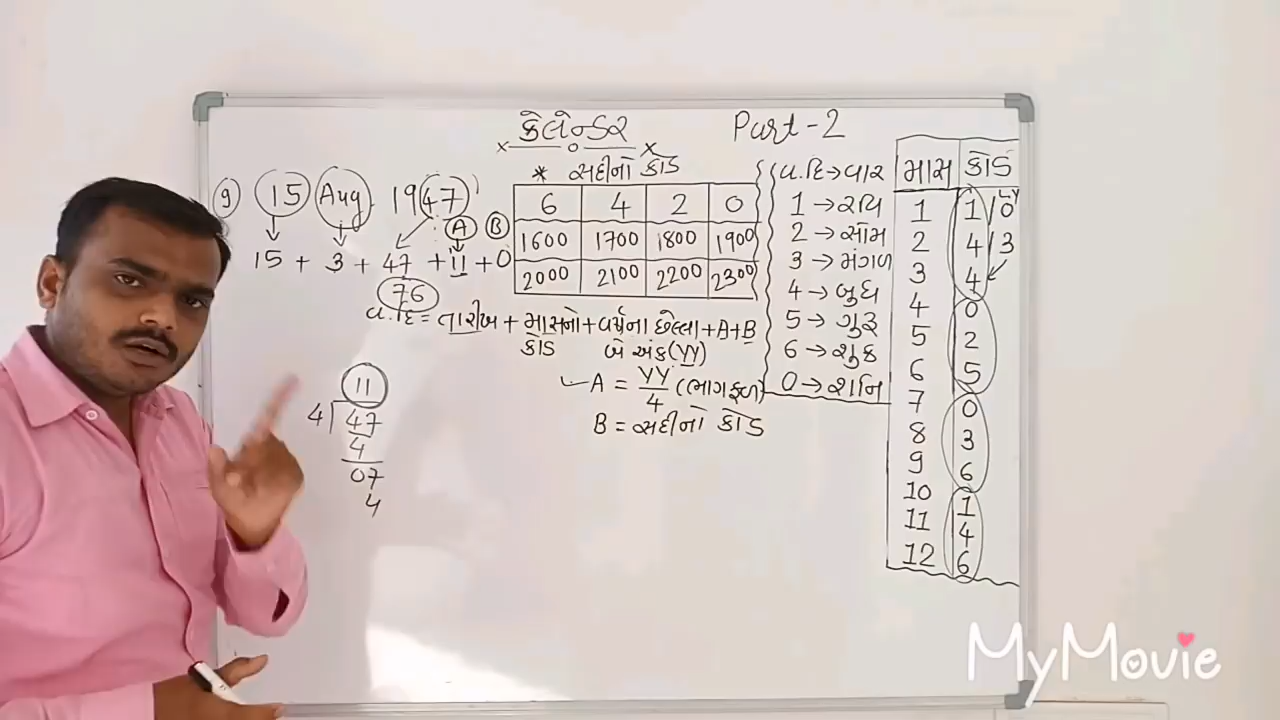 કેલેન્ડર Part-2
* સદીનો કોડ
6 4 2 0
1600 1700 1800 1900
2000 2100 2200 2300
9 15 Aug 1947
A B
15 + 3 + 47 + 11 + 0
76
વ.દિ = તારીખ + માસનો + વર્ષના છેલ્લા + A + B
કોડ બે અંક (YY)
A = YY/4 (ભાગફળ)
B = સદીનો કોડ
11
4 47
4
07
4
વ.દિ → વાર
1 → રવિ
2 → સોમ
3 → મંગળ
4 → બુધ
5 → ગુરૂ
6 → શુક્ર
0 → શનિ
માસ કોડ
LY
1 1/0
2 4/3
3 4
4 0
5 2
6 5
7 0
8 3
9 6
10 1
11 4
12 6
MyMovie